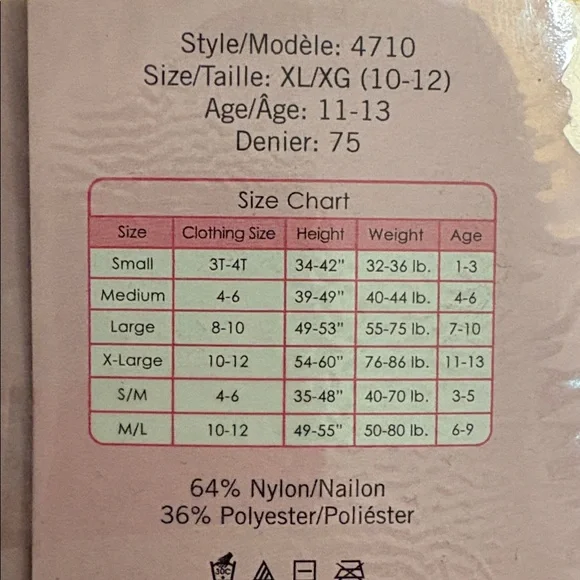 Style/Modèle: 4710
Size/Taille: XL/XG (10-12)
Age/Âge: 11-13
Denier: 75
Size Chart
Size Clothing Size Height Weight Age
Small 3T-4T 34-42" 32-36 lb. 1-3
Medium 4-6 39-49" 40-44 lb. 4-6
Large 8-10 49-53" 55-75 lb. 7-10
X-Large 10-12 54-60" 76-86 lb. 11-13
S/M 4-6 35-48" 40-70 lb. 3-5
M/L 10-12 49-55" 50-80 lb. 6-9
64% Nylon/Nailon
36% Polyester/Poliéster
30C